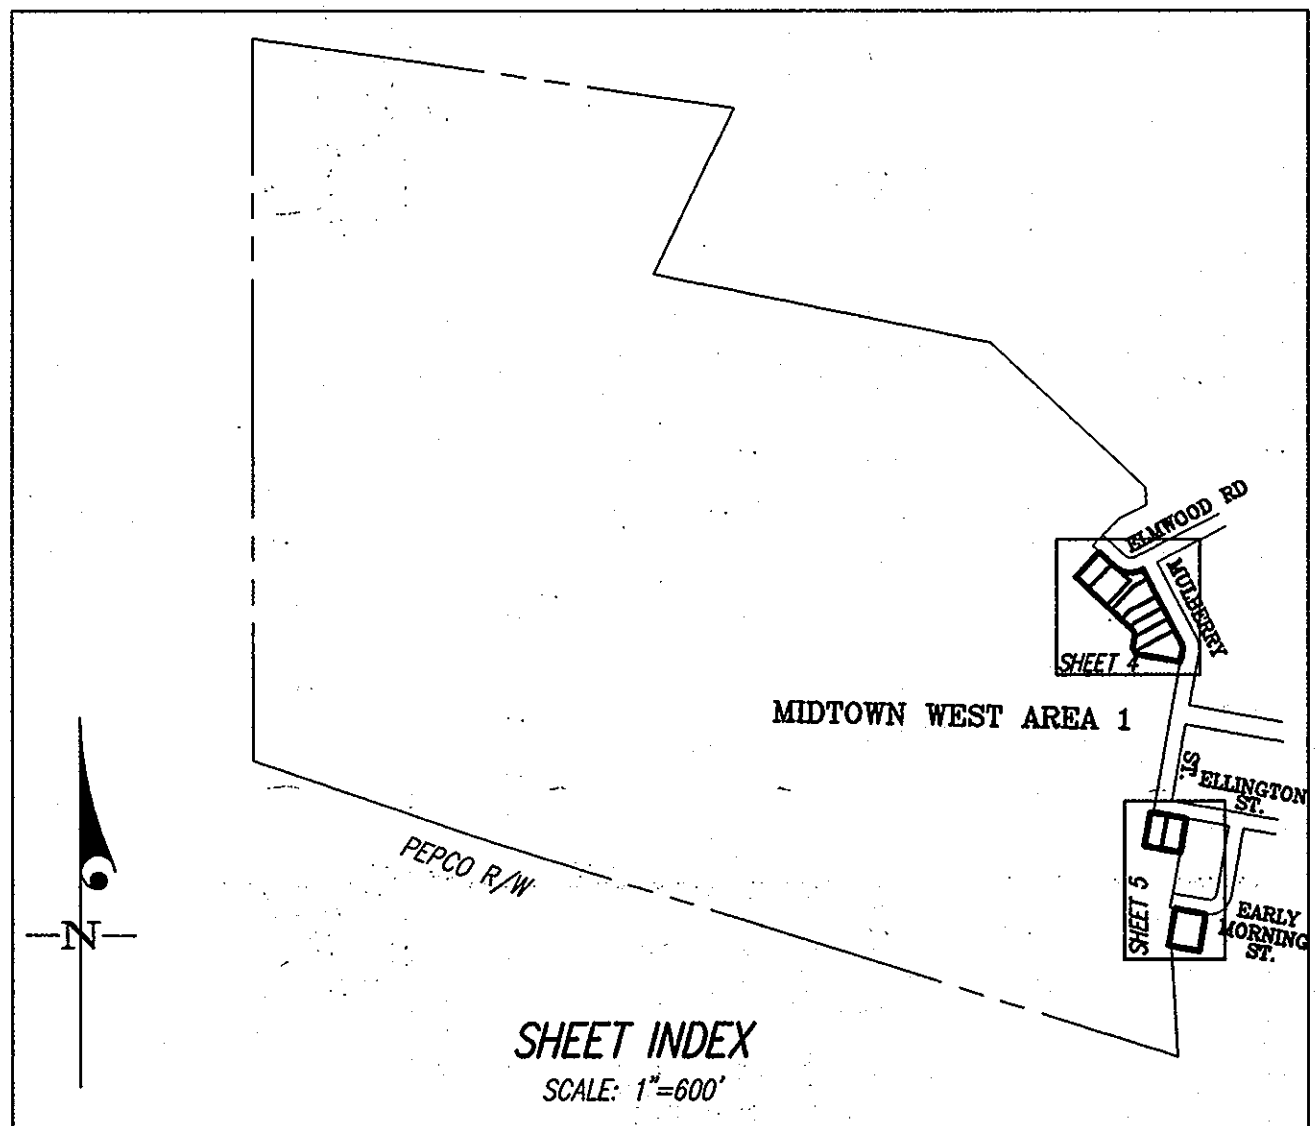 ELMWOOD RD
MULBERRY
SHEET 4
MIDTOWN WEST AREA 1
ST.
ELLINGTON
ST.
PEPCO R/W
SHEET 5
EARLY
MORNING
ST.
N
SHEET INDEX
SCALE: 1"=600'